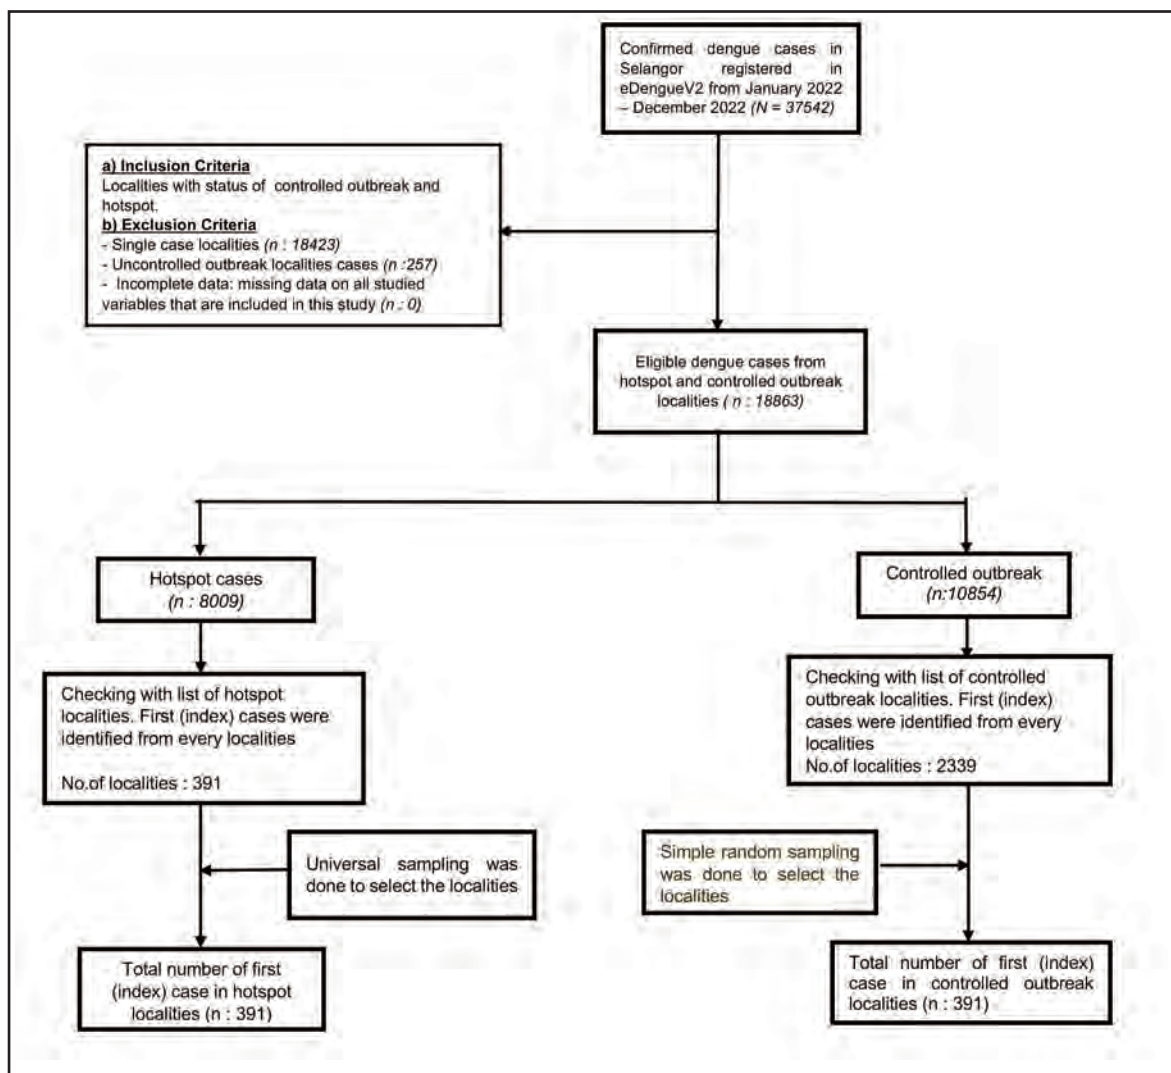 Confirmed dengue cases in
Selangor registered in
eDengueV2 from January 2022
– December 2022 (N = 37542)
a) Inclusion Criteria
Localities with status of controlled outbreak and
hotspot.
b) Exclusion Criteria
- Single case localities (n : 18423)
- Uncontrolled outbreak localities cases (n :257)
- Incomplete data: missing data on all studied
variables that are included in this study (n : 0)
Eligible dengue cases from
hotspot and controlled outbreak
localities ( n : 18863)
Hotspot cases
(n : 8009)
Controlled outbreak
(n:10854)
Checking with list of hotspot
localities. First (index) cases were
identified from every localities
No.of localities : 391
Checking with list of controlled
outbreak localities. First (index)
cases were identified from every
localities
No.of localities : 2339
Universal sampling was
done to select the localities
Simple random sampling
was done to select the
localities
Total number of first
(index) case in hotspot
localities (n : 391)
Total number of first (index)
case in controlled outbreak
localities (n : 391)